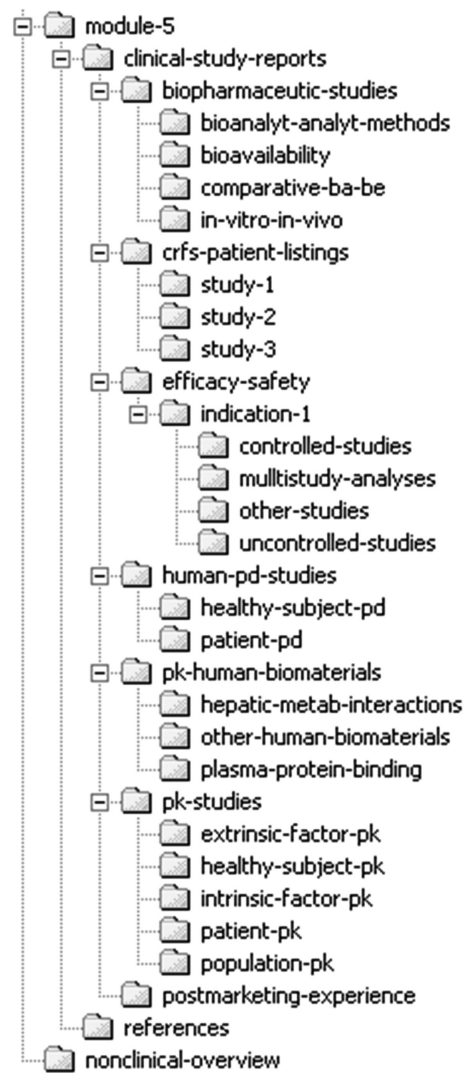 module-5
clinical-study-reports
biopharmaceutic-studies
bioanalyt-analyt-methods
bioavailability
comparative-ba-be
in-vitro-in-vivo
crfs-patient-listings
study-1
study-2
study-3
efficacy-safety
indication-1
controlled-studies
mulltistudy-analyses
other-studies
uncontrolled-studies
human-pd-studies
healthy-subject-pd
patient-pd
pk-human-biomaterials
hepatic-metab-interactions
other-human-biomaterials
plasma-protein-binding
pk-studies
extrinsic-factor-pk
healthy-subject-pk
intrinsic-factor-pk
patient-pk
population-pk
postmarketing-experience
references
nonclinical-overview